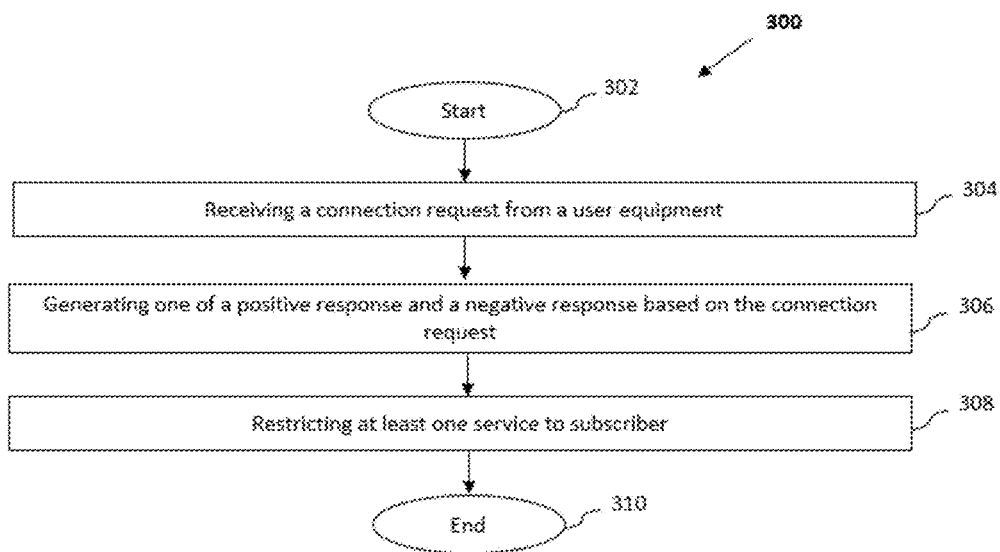 300
Start
302
Receiving a connection request from a user equipment
304
Generating one of a positive response and a negative response based on the connection
request
306
Restricting at least one service to subscriber
308
End
310